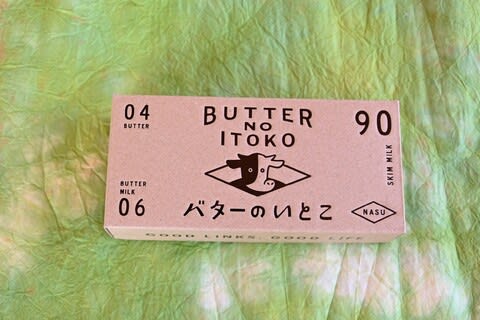 04
BUTTER
BUTTER
NO
ITOKO
90
SKIM MILK
BUTTER
MILK
06
バターのいとこ
NASU
GOOD LINKS, GOOD LIFE